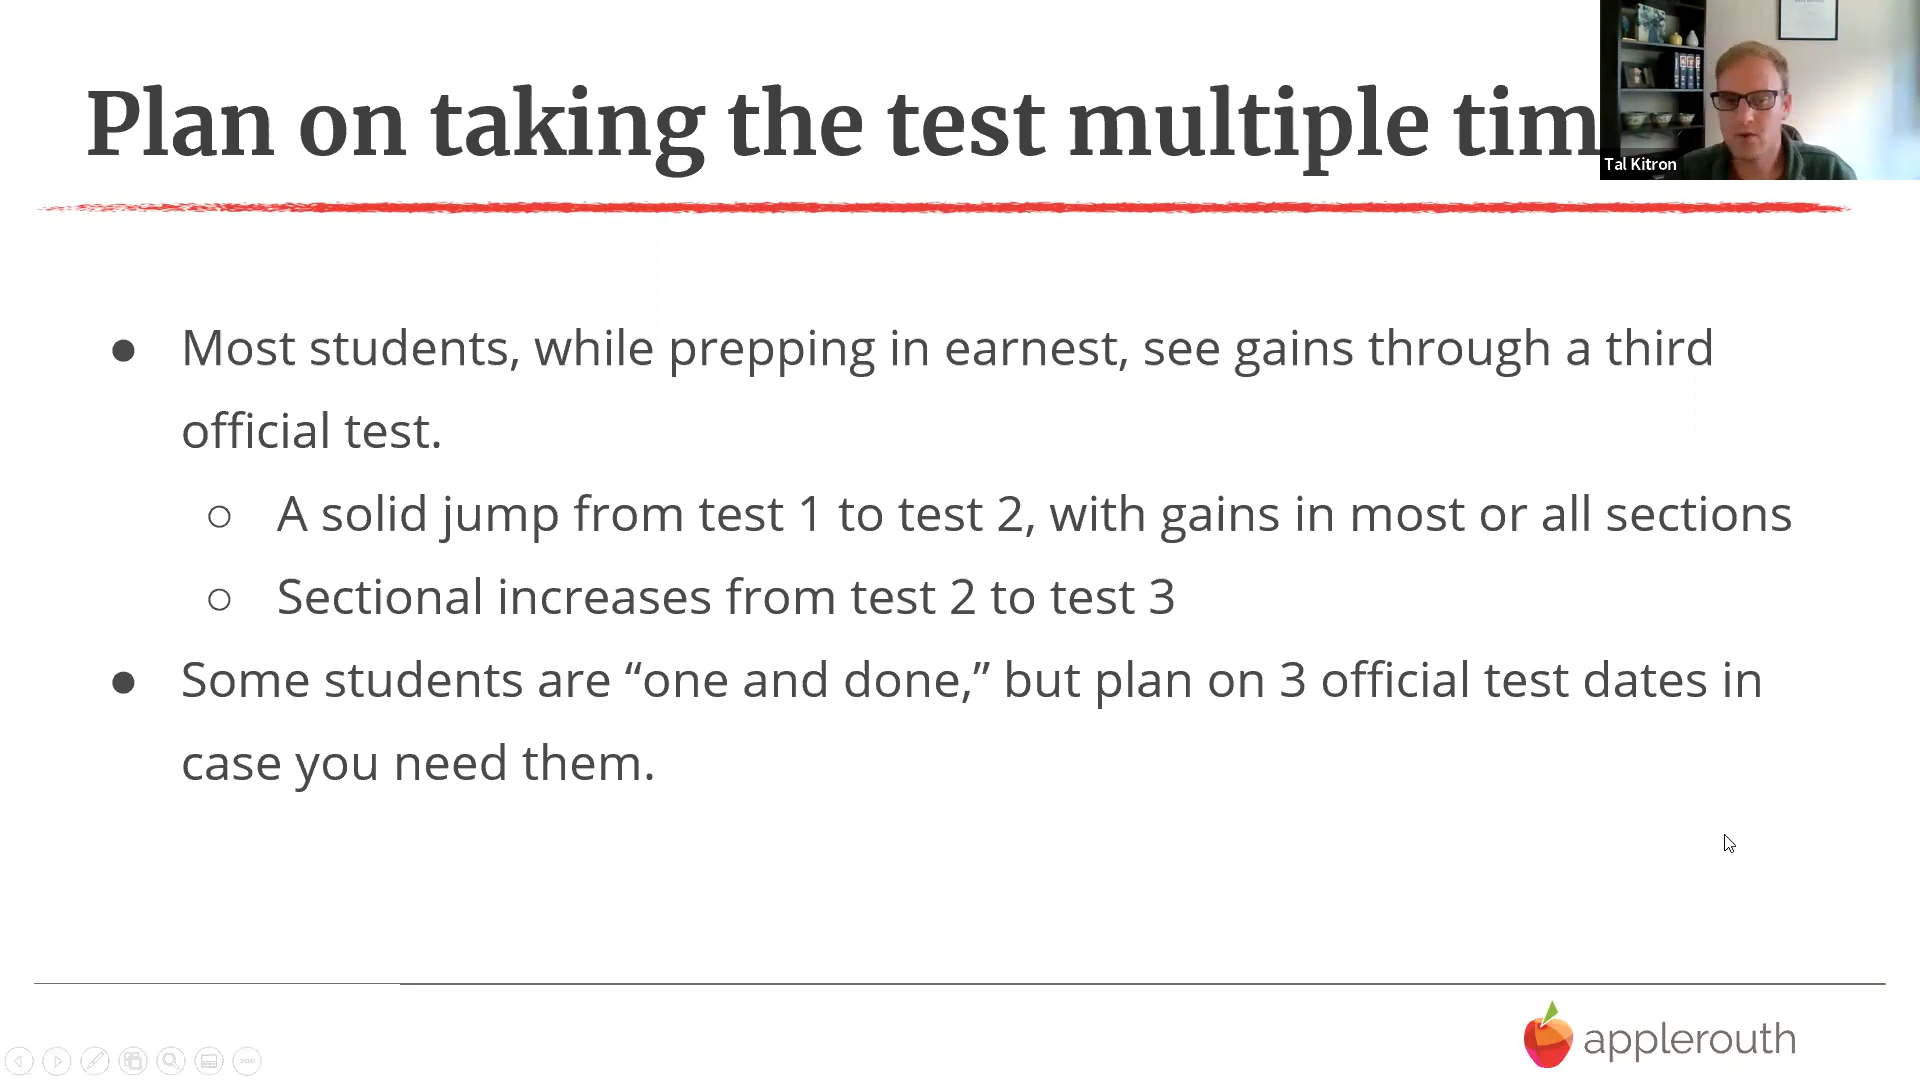 Plan on taking the test multiple tim
Tal Kitron
● Most students, while prepping in earnest, see gains through a third
official test.
○ A solid jump from test 1 to test 2, with gains in most or all sections
○ Sectional increases from test 2 to test 3
● Some students are “one and done,” but plan on 3 official test dates in
case you need them.
applerouth